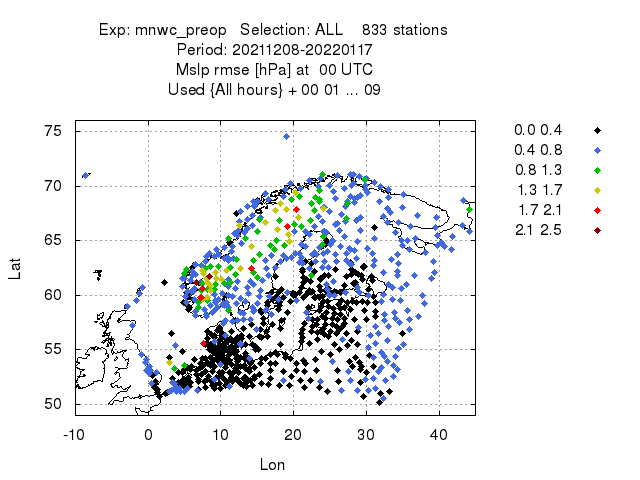 Exp: mnwc_preop   Selection: ALL    833 stations
Period: 20211208-20220117
Mslp rmse [hPa] at  00 UTC
Used {All hours} + 00 01 ... 09
0.0 0.4
0.4 0.8
0.8 1.3
1.3 1.7
1.7 2.1
2.1 2.5
75
70
65
60
55
50
Lat
-10 0 10 20 30 40
Lon